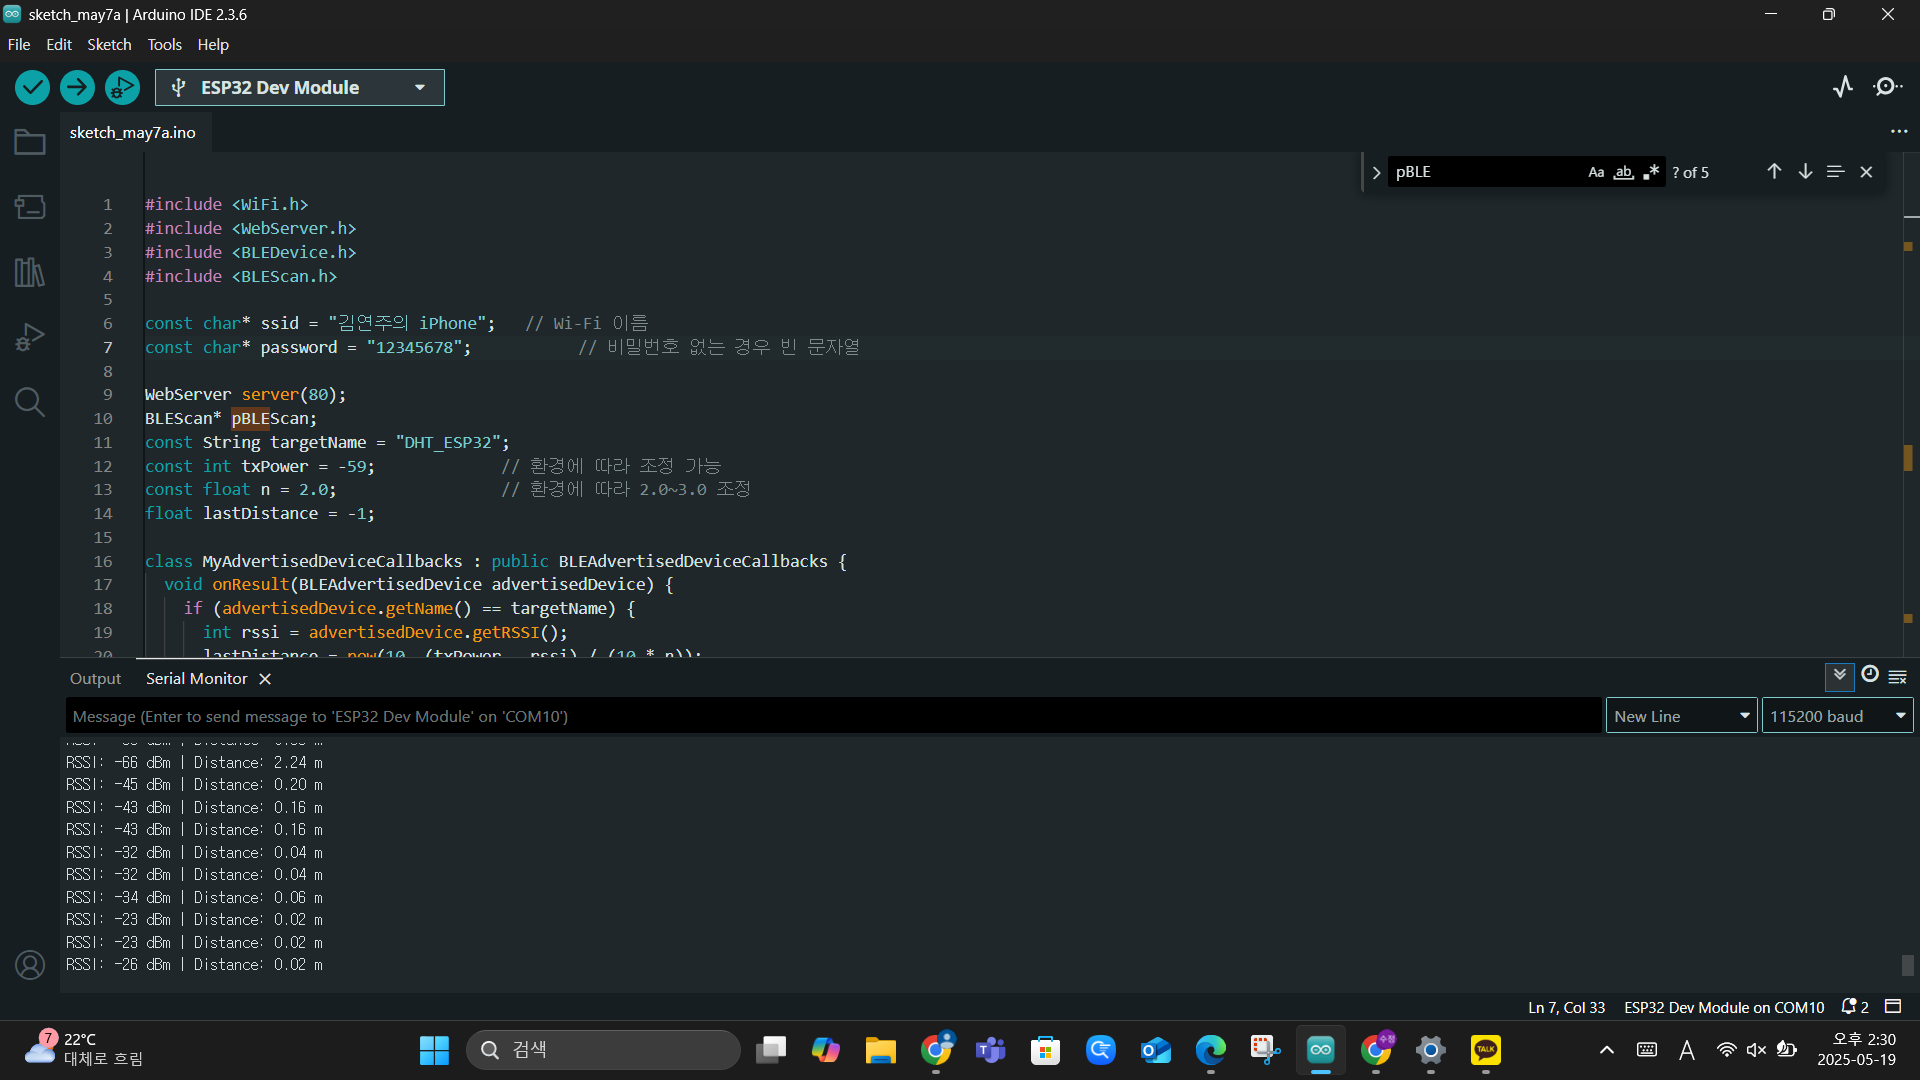 sketch_may7a | Arduino IDE 2.3.6
File Edit Sketch Tools Help
ESP32 Dev Module
sketch_may7a.ino
pBLE Aa ab .* ? of 5
1 #include <WiFi.h>
2 #include <WebServer.h>
3 #include <BLEDevice.h>
4 #include <BLEScan.h>
5
6 const char* ssid = "김연주의 iPhone"; // Wi-Fi 이름
7 const char* password = "12345678"; // 비밀번호 없는 경우 빈 문자열
8
9 WebServer server(80);
10 BLEScan* pBLEScan;
11 const String targetName = "DHT_ESP32";
12 const int txPower = -59; // 환경에 따라 조정 가능
13 const float n = 2.0; // 환경에 따라 2.0~3.0 조정
14 float lastDistance = -1;
15
16 class MyAdvertisedDeviceCallbacks : public BLEAdvertisedDeviceCallbacks {
17 void onResult(BLEAdvertisedDevice advertisedDevice) {
18 if (advertisedDevice.getName() == targetName) {
19 int rssi = advertisedDevice.getRSSI();
20 lastDistance = pow(10, (txPower - rssi) / (10 * n));
Output Serial Monitor
Message (Enter to send message to 'ESP32 Dev Module' on 'COM10')
New Line
115200 baud
RSSI: -66 dBm | Distance: 2.24 m
RSSI: -45 dBm | Distance: 0.20 m
RSSI: -43 dBm | Distance: 0.16 m
RSSI: -43 dBm | Distance: 0.16 m
RSSI: -32 dBm | Distance: 0.04 m
RSSI: -32 dBm | Distance: 0.04 m
RSSI: -34 dBm | Distance: 0.06 m
RSSI: -23 dBm | Distance: 0.02 m
RSSI: -23 dBm | Distance: 0.02 m
RSSI: -26 dBm | Distance: 0.02 m
Ln 7, Col 33 ESP32 Dev Module on COM10 2
7
22°C
대체로 흐림
검색
수정
TALK
A
오후 2:30
2025-05-19